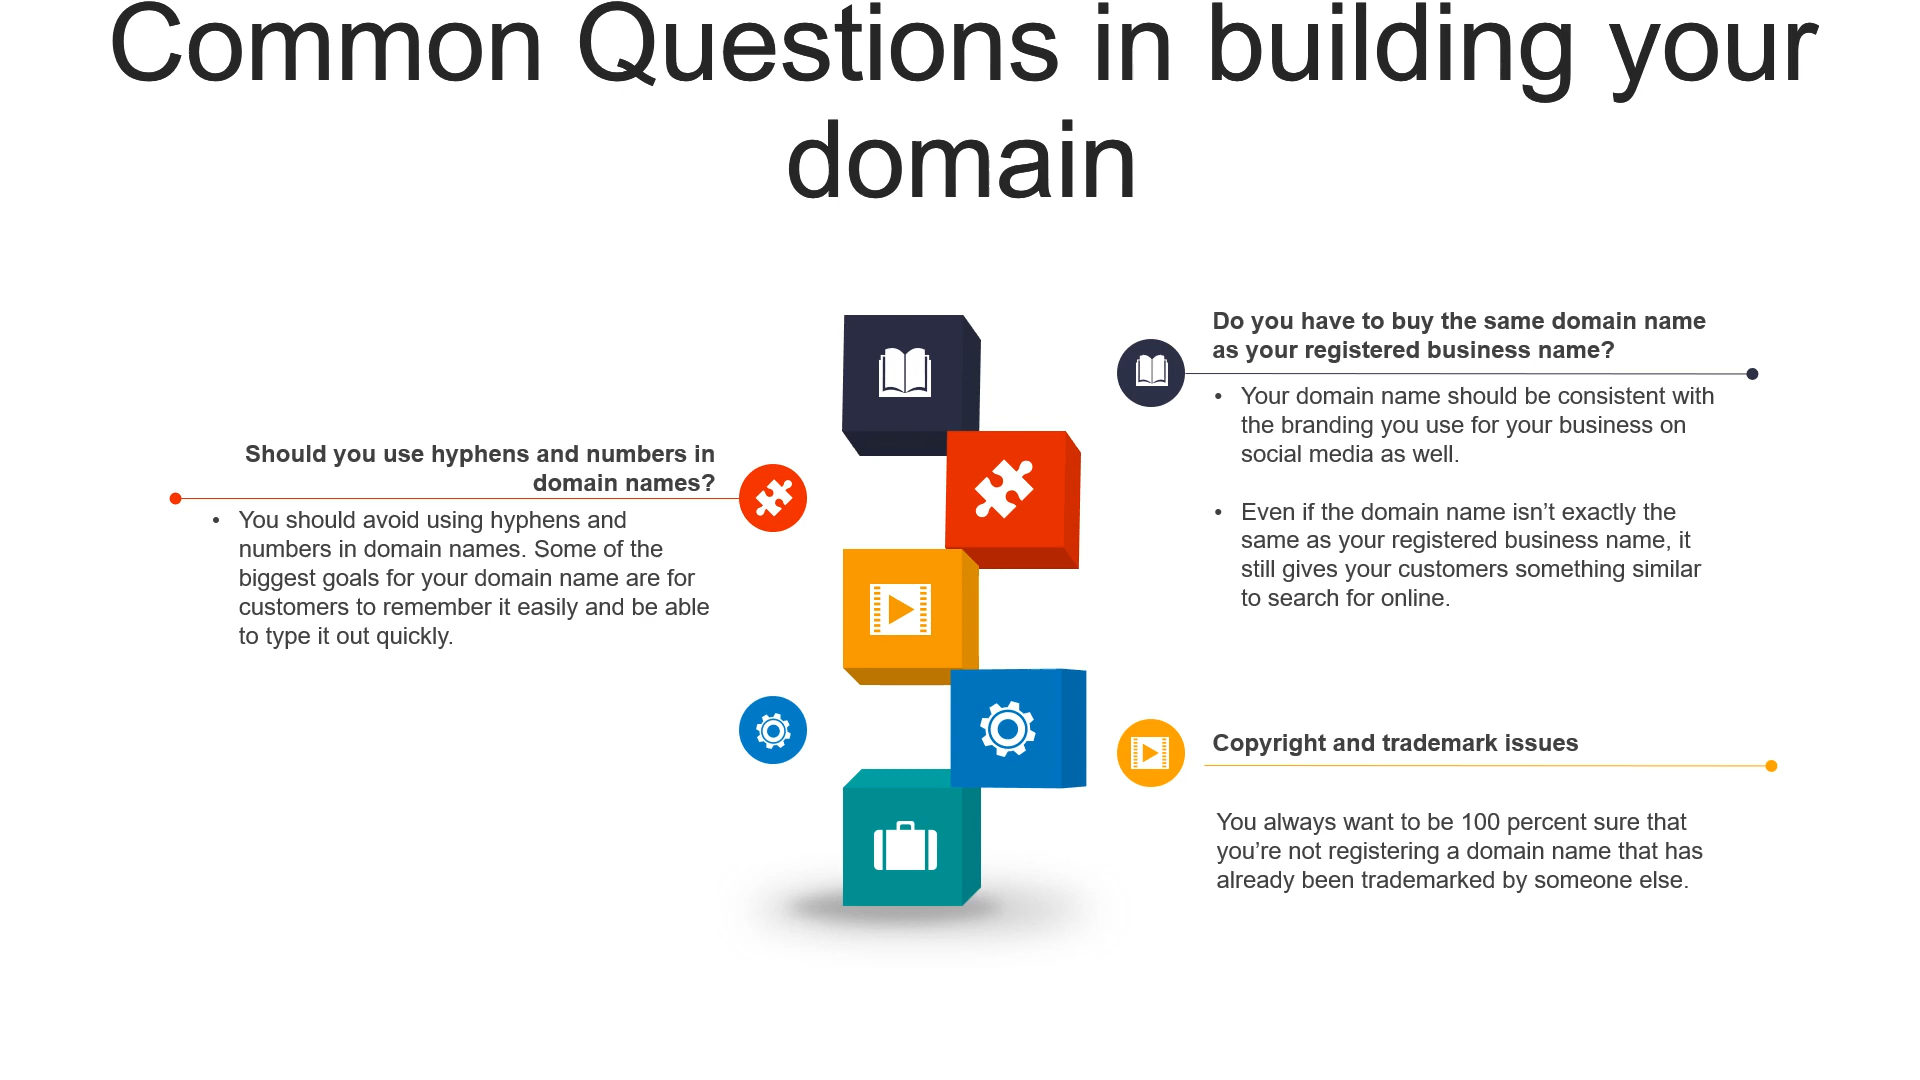 Common Questions in building your
domain
Do you have to buy the same domain name
as your registered business name?
• Your domain name should be consistent with
the branding you use for your business on
social media as well.
• Even if the domain name isn’t exactly the
same as your registered business name, it
still gives your customers something similar
to search for online.
Should you use hyphens and numbers in
domain names?
• You should avoid using hyphens and
numbers in domain names. Some of the
biggest goals for your domain name are for
customers to remember it easily and be able
to type it out quickly.
Copyright and trademark issues
You always want to be 100 percent sure that
you’re not registering a domain name that has
already been trademarked by someone else.